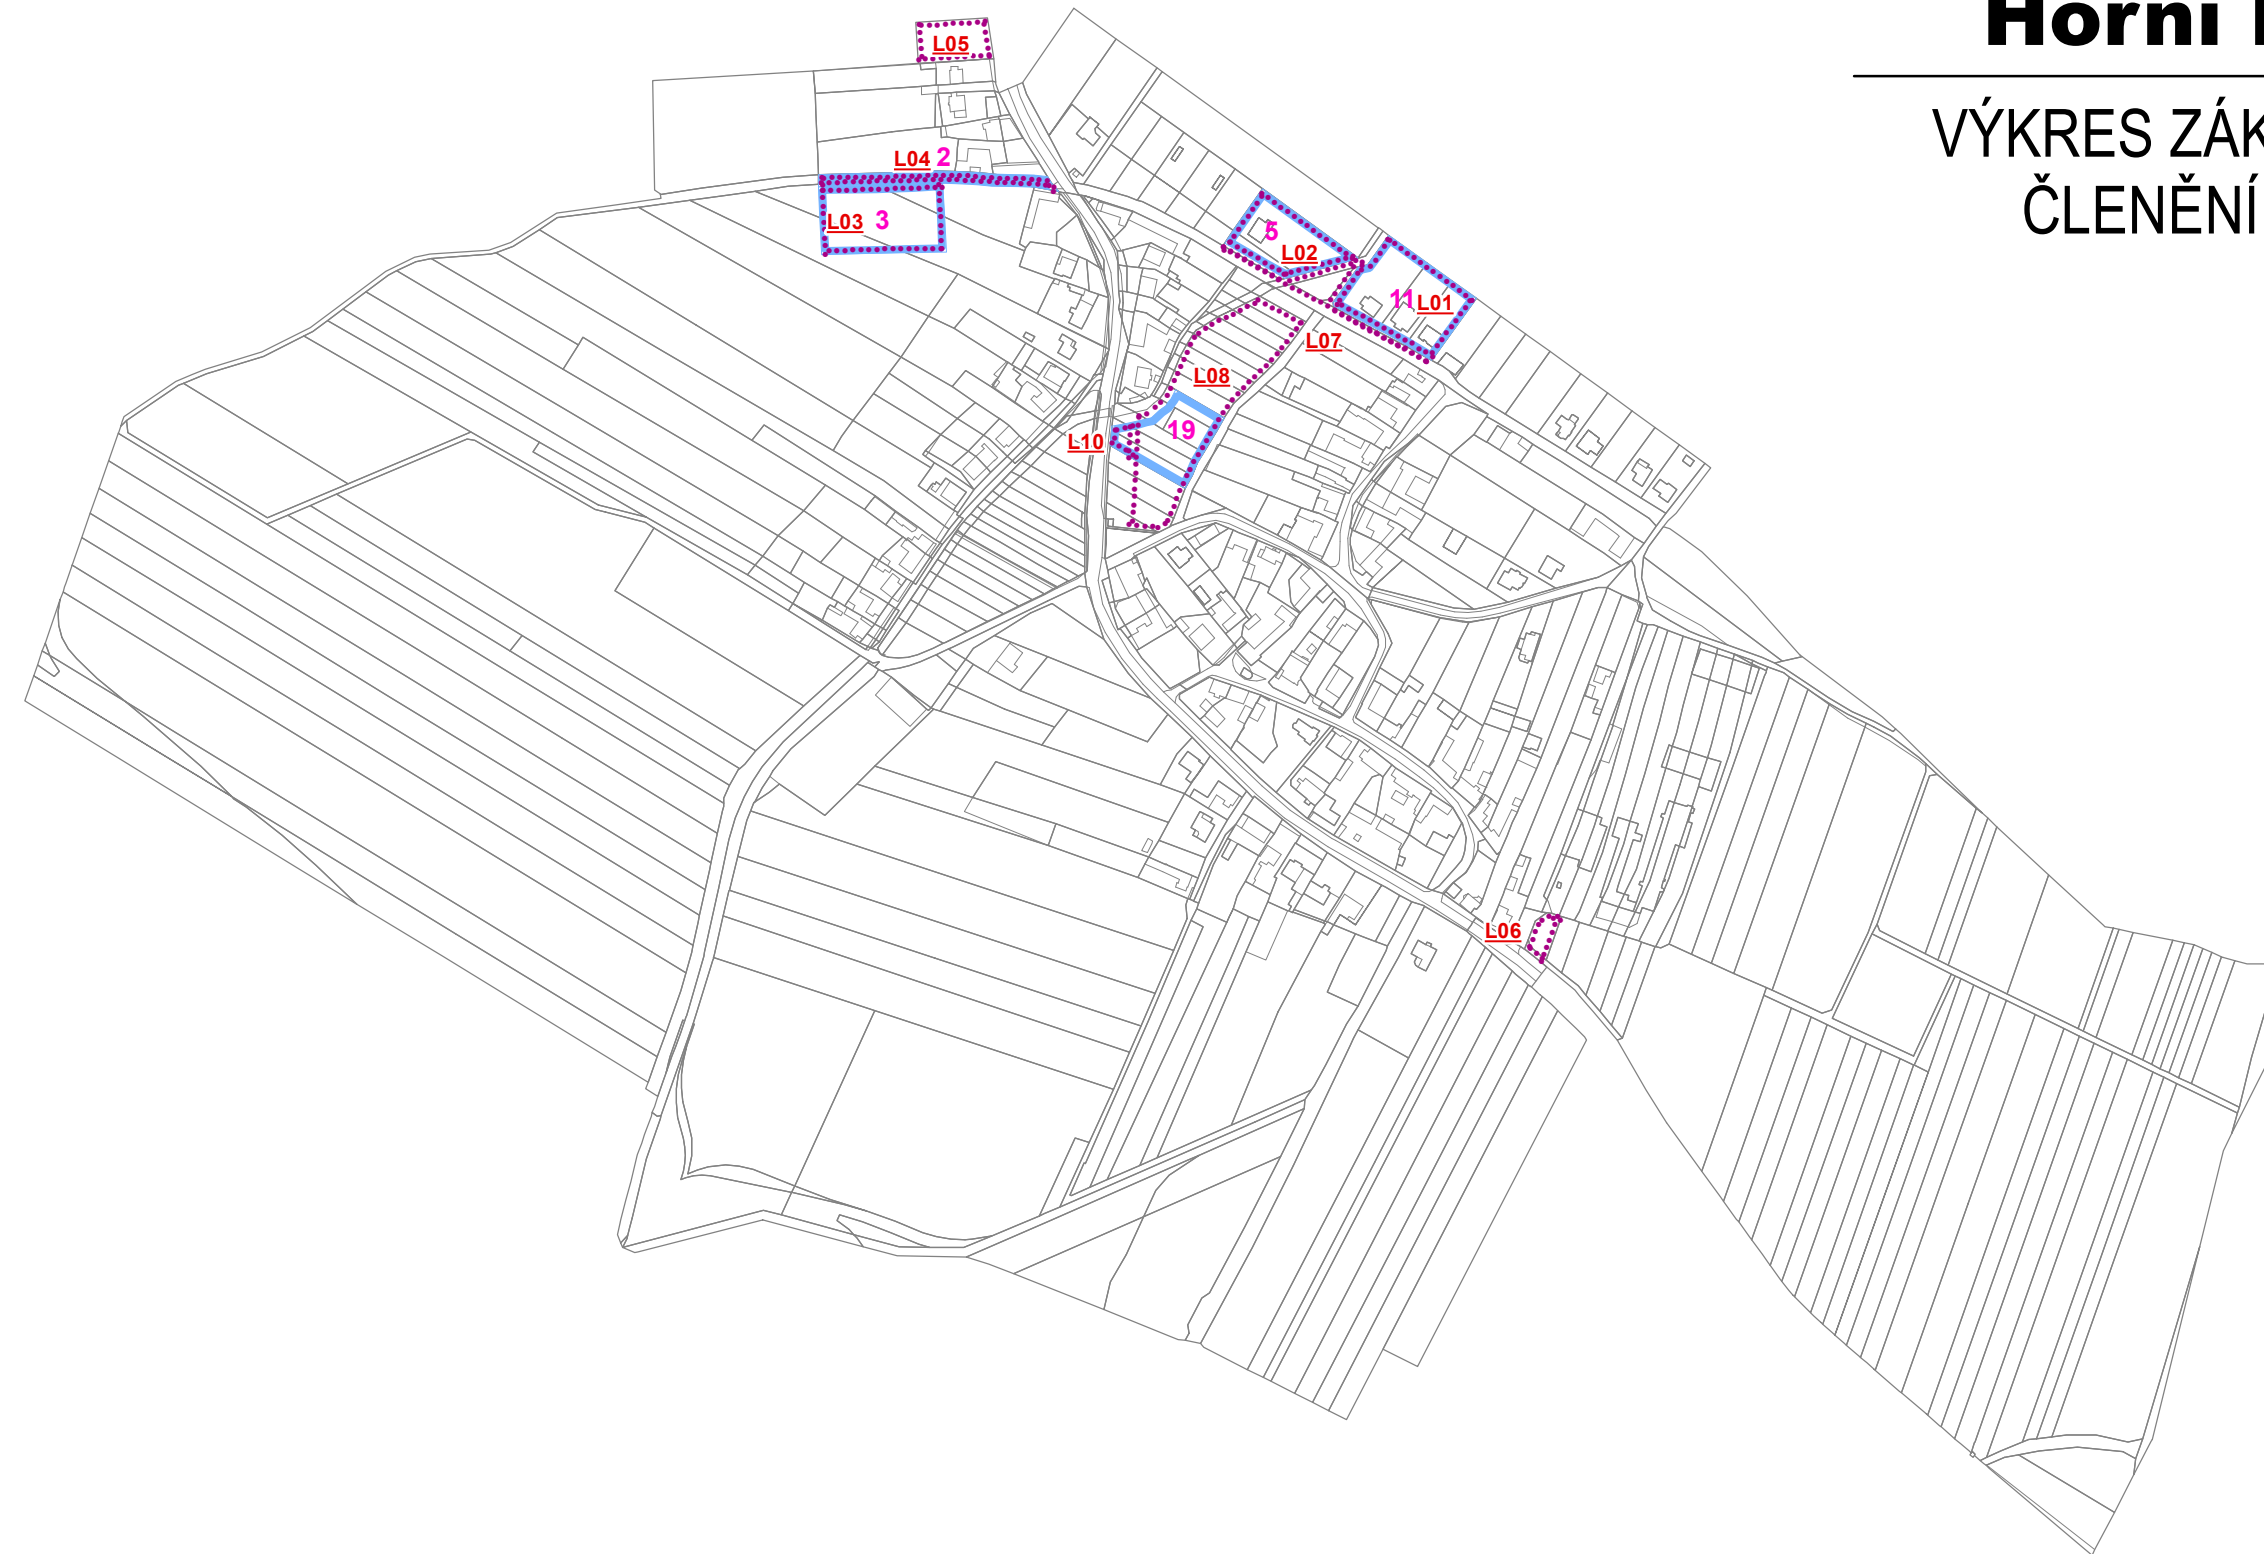 Horní
VÝKRES ZÁK
ČLENĚNÍ
L05
L04 2
L03 3
5
L02
11 L01
L07
L08
19
L10
L06